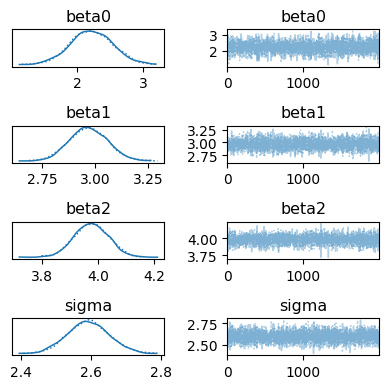 beta0 beta0
3
2
2 3 0 1000
beta1 beta1
3.25
3.00
2.75
2.75 3.00 3.25 0 1000
beta2 beta2
4.00
3.75
3.8 4.0 4.2 0 1000
sigma sigma
2.75
2.50
2.4 2.6 2.8 0 1000